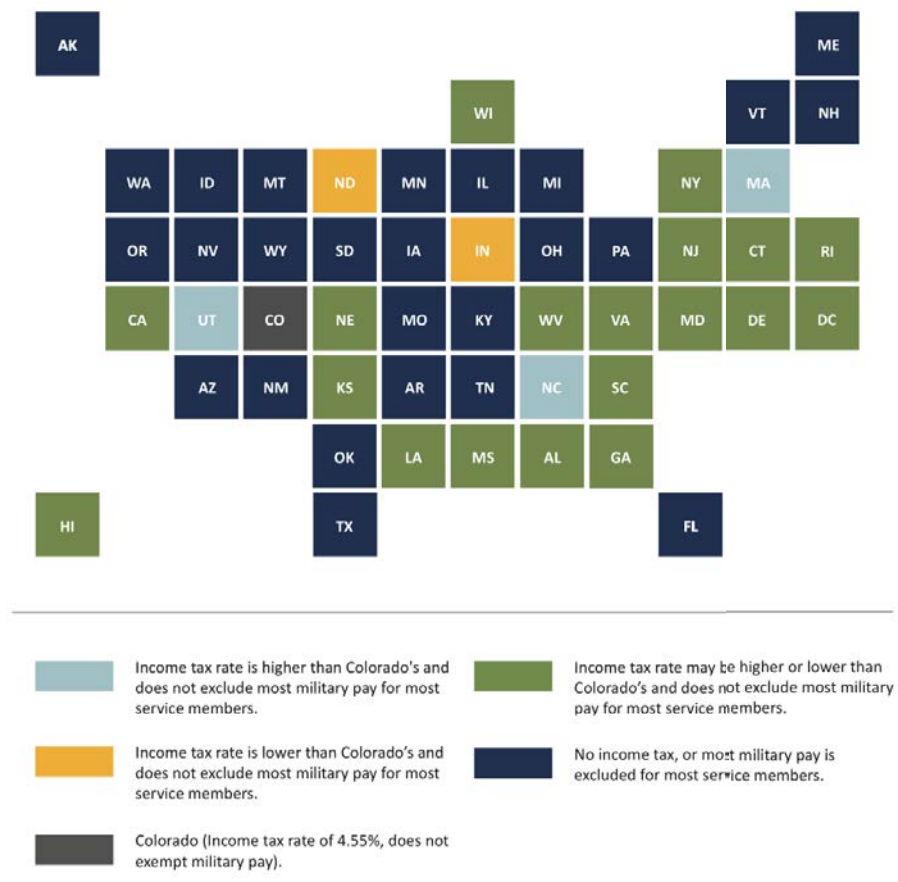 AK ME
WI VT NH
WA ID MT ND MN IL MI NY MA
OR NV WY SD IA IN OH PA NJ CT RI
CA UT CO NE MO KY WV VA MD DE DC
AZ NM KS AR TN NC SC
OK LA MS AL GA
HI TX FL
Income tax rate is higher than Colorado's and
does not exclude most military pay for most
service members.
Income tax rate may be higher or lower than
Colorado's and does not exclude most military
pay for most service members.
Income tax rate is lower than Colorado's and
does not exclude most military pay for most
service members.
No income tax, or most military pay is
excluded for most service members.
Colorado (Income tax rate of 4.55%, does not
exempt military pay).